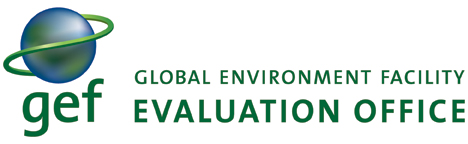 gef
GLOBAL ENVIRONMENT FACILITY
EVALUATION OFFICE